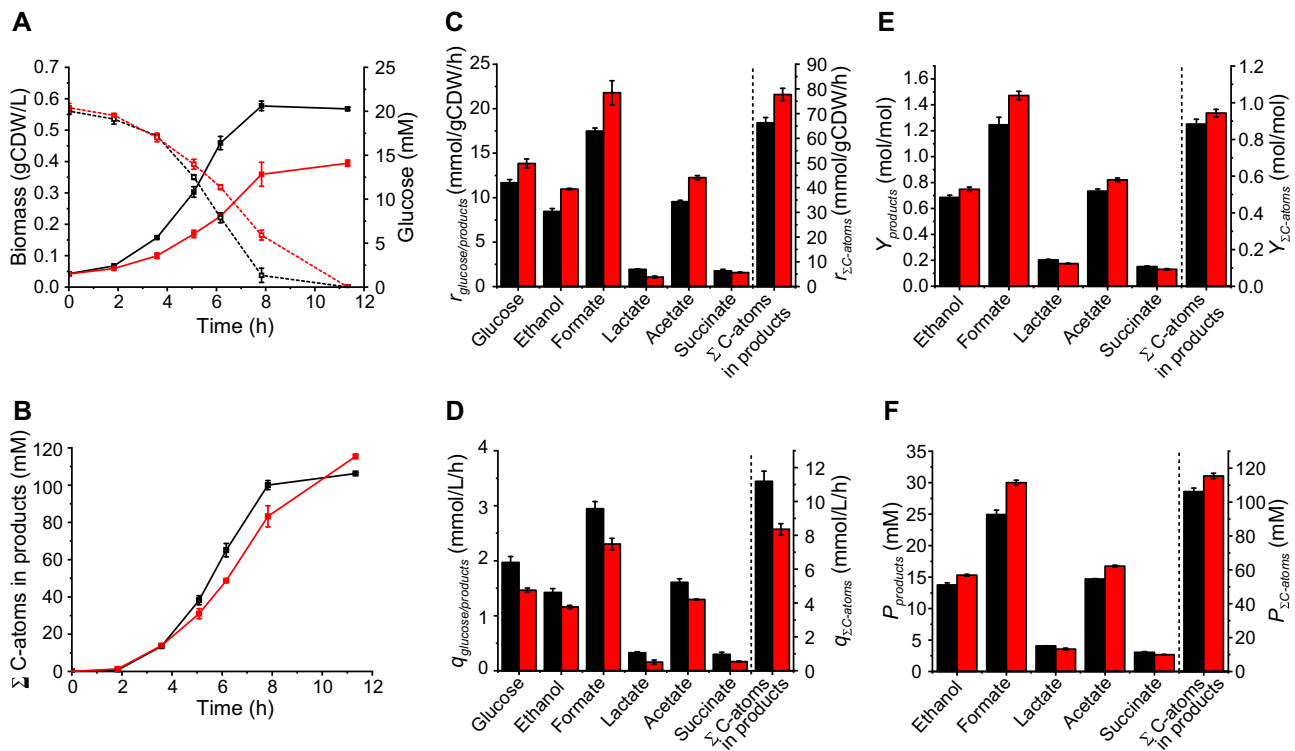 A
Biomass (gCDW/L)
0.7
0.6
0.5
0.4
0.3
0.2
0.1
0.0
25
20
15
10
5
0
Glucose (mM)
0 2 4 6 8 10 12
Time (h)
B
Σ C-atoms in products (mM)
120
100
80
60
40
20
0
0 2 4 6 8 10 12
Time (h)
C
r glucose/products (mmol/gCDW/h)
25
20
15
10
5
0
90
80
70
60
50
40
30
20
10
0
r ΣC-atoms (mmol/gCDW/h)
Glucose
Ethanol
Formate
Lactate
Acetate
Succinate
Σ C-atoms
in products
D
q glucose/products (mmol/L/h)
4
3
2
1
0
12
10
8
6
4
2
0
q ΣC-atoms (mmol/L/h)
Glucose
Ethanol
Formate
Lactate
Acetate
Succinate
Σ C-atoms
in products
E
Y products (mol/mol)
1.6
1.4
1.2
1.0
0.8
0.6
0.4
0.2
0.0
1.2
1.0
0.8
0.6
0.4
0.2
0.0
Y ΣC-atoms (mol/mol)
Ethanol
Formate
Lactate
Acetate
Succinate
Σ C-atoms
in products
F
P products (mM)
35
30
25
20
15
10
5
0
120
100
80
60
40
20
0
P ΣC-atoms (mM)
Ethanol
Formate
Lactate
Acetate
Succinate
Σ C-atoms
in products